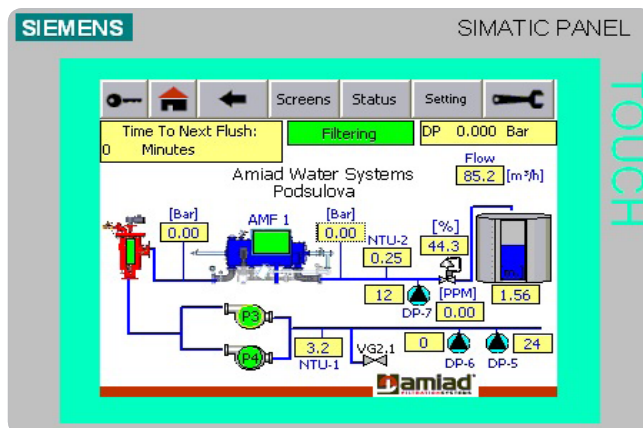 SIEMENS
SIMATIC PANEL
TOUCH
Screens Status Setting
Time To Next Flush:
0 Minutes
Filtering
DP 0.000 Bar
Flow
85.2 [m³/h]
Amiad Water Systems
Podsulova
[Bar]
0.00
AMF 1
[Bar]
0.00
NTU-2
0.25
[%]
44.3
12
DP-7
[PPM]
0.00
1.56
P3
P4
3.2
NTU-1
VG2.1
0
DP-6
DP-5
24
amiad
FILTRATION SYSTEMS